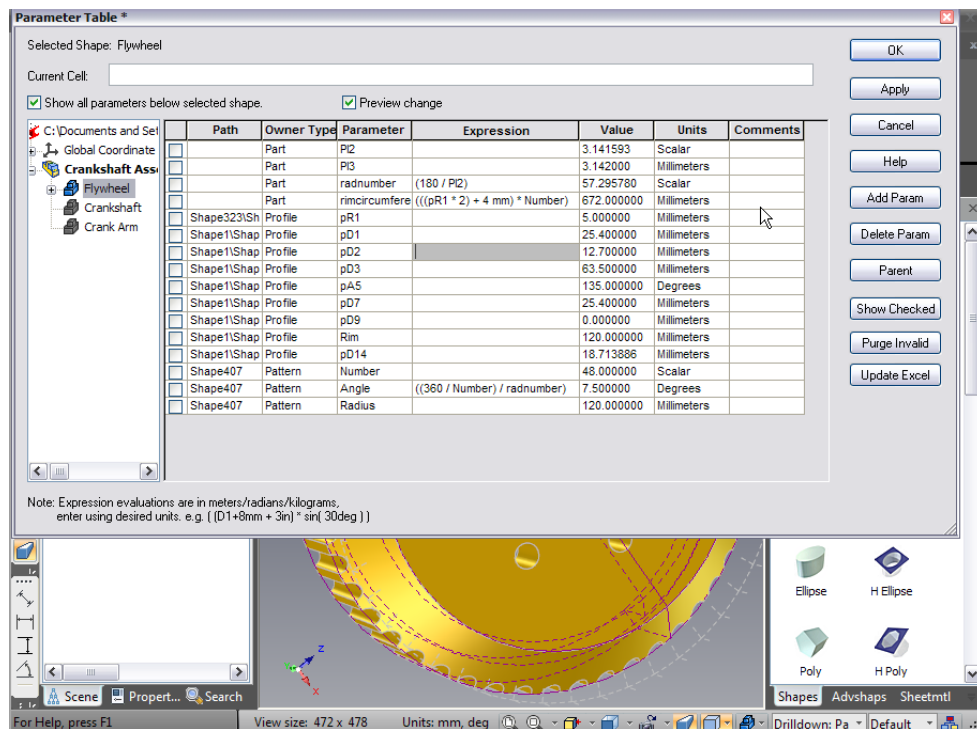 Parameter Table *
Selected Shape: Flywheel
OK
Current Cell:
Apply
Show all parameters below selected shape.
Preview change
Cancel
Help
Add Param
Delete Param
Parent
Show Checked
Purge Invalid
Update Excel
C:\Documents and Set
Global Coordinate
Crankshaft Ass
Flywheel
Crankshaft
Crank Arm
Path Owner Type Parameter Expression Value Units Comments
Part PI2 3.141593 Scalar
Part PI3 3.142000 Millimeters
Part radnumber (180 / PI2) 57.295780 Scalar
Part rimcircumfere (((pR1 * 2) + 4 mm) * Number) 672.000000 Millimeters
Shape323\Sh Profile pR1 5.000000 Millimeters
Shape1\Shap Profile pD1 25.400000 Millimeters
Shape1\Shap Profile pD2 12.700000 Millimeters
Shape1\Shap Profile pD3 63.500000 Millimeters
Shape1\Shap Profile pA5 135.000000 Degrees
Shape1\Shap Profile pD7 25.400000 Millimeters
Shape1\Shap Profile pD9 0.000000 Millimeters
Shape1\Shap Profile Rim 120.000000 Millimeters
Shape1\Shap Profile pD14 18.713886 Millimeters
Shape407 Pattern Number 48.000000 Scalar
Shape407 Pattern Angle ((360 / Number) / radnumber) 7.500000 Degrees
Shape407 Pattern Radius 120.000000 Millimeters
Note: Expression evaluations are in meters/radians/kilograms,
enter using desired units. e.g. ( (D1+8mm + 3in) * sin( 30deg ) )
Ellipse
H Ellipse
Poly
H Poly
z
x
Scene Propert... Search
Shapes Advshaps Sheetmtl
For Help, press F1
View size: 472 x 478
Units: mm, deg
Drilldown: Pa
Default